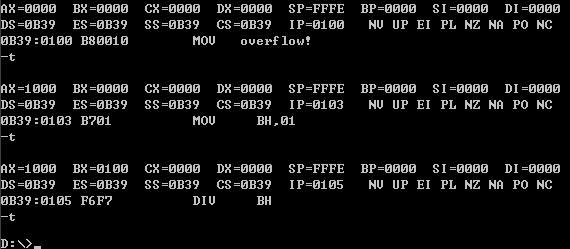 AX=0000 BX=0000 CX=0000 DX=0000 SP=FFFE BP=0000 SI=0000 DI=0000
DS=0B39 ES=0B39 SS=0B39 CS=0B39 IP=0100 NV UP EI PL NZ NA PO NC
0B39:0100 B80010 MOV overflow!
-t
AX=1000 BX=0000 CX=0000 DX=0000 SP=FFFE BP=0000 SI=0000 DI=0000
DS=0B39 ES=0B39 SS=0B39 CS=0B39 IP=0103 NV UP EI PL NZ NA PO NC
0B39:0103 B701 MOV BH,01
-t
AX=1000 BX=0100 CX=0000 DX=0000 SP=FFFE BP=0000 SI=0000 DI=0000
DS=0B39 ES=0B39 SS=0B39 CS=0B39 IP=0105 NV UP EI PL NZ NA PO NC
0B39:0105 F6F7 DIV BH
-t
D:\>_